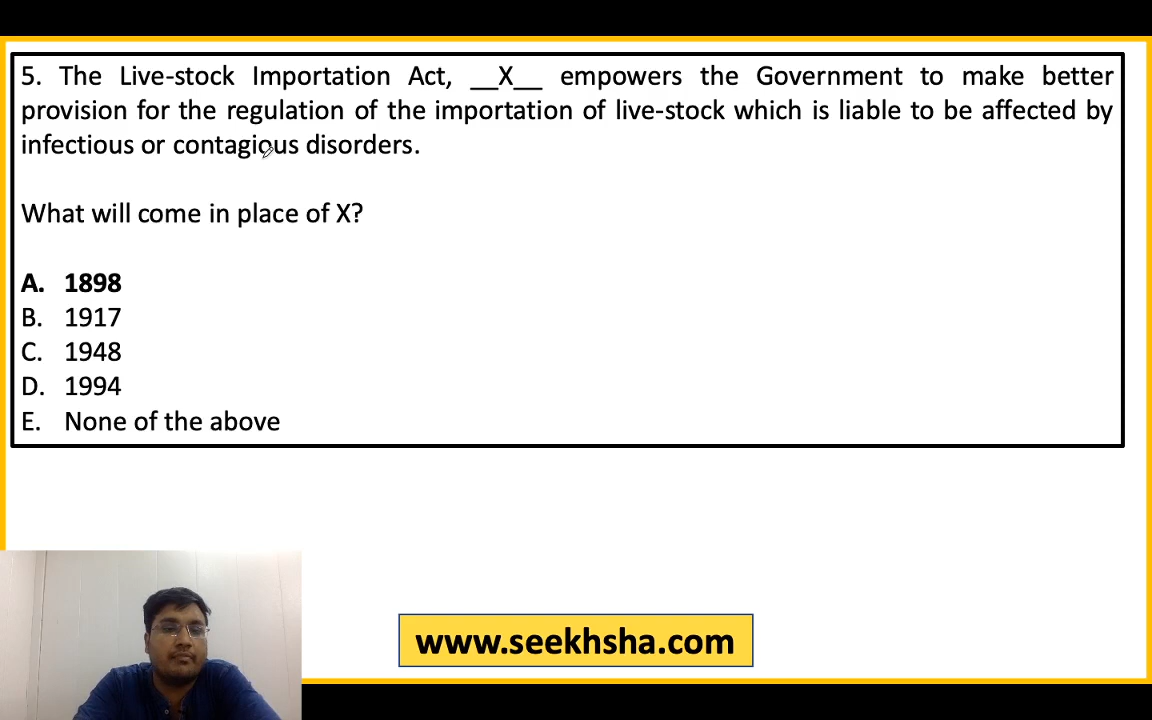 5. The Live-stock Importation Act, __X__ empowers the Government to make better
provision for the regulation of the importation of live-stock which is liable to be affected by
infectious or contagious disorders.
What will come in place of X?
A. 1898
B. 1917
C. 1948
D. 1994
E. None of the above
www.seekhsha.com